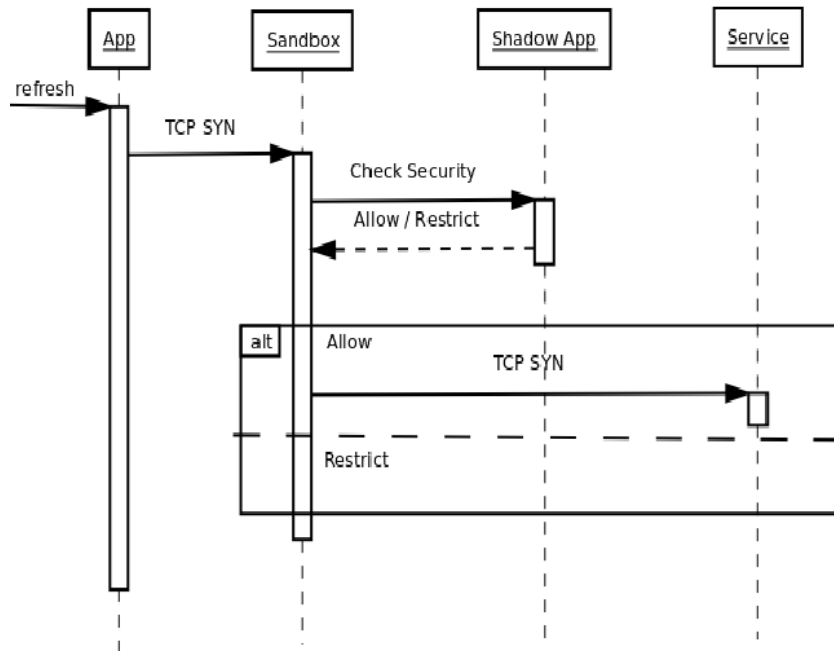 App
Sandbox
Shadow App
Service
refresh
TCP SYN
Check Security
Allow / Restrict
alt
Allow
TCP SYN
Restrict